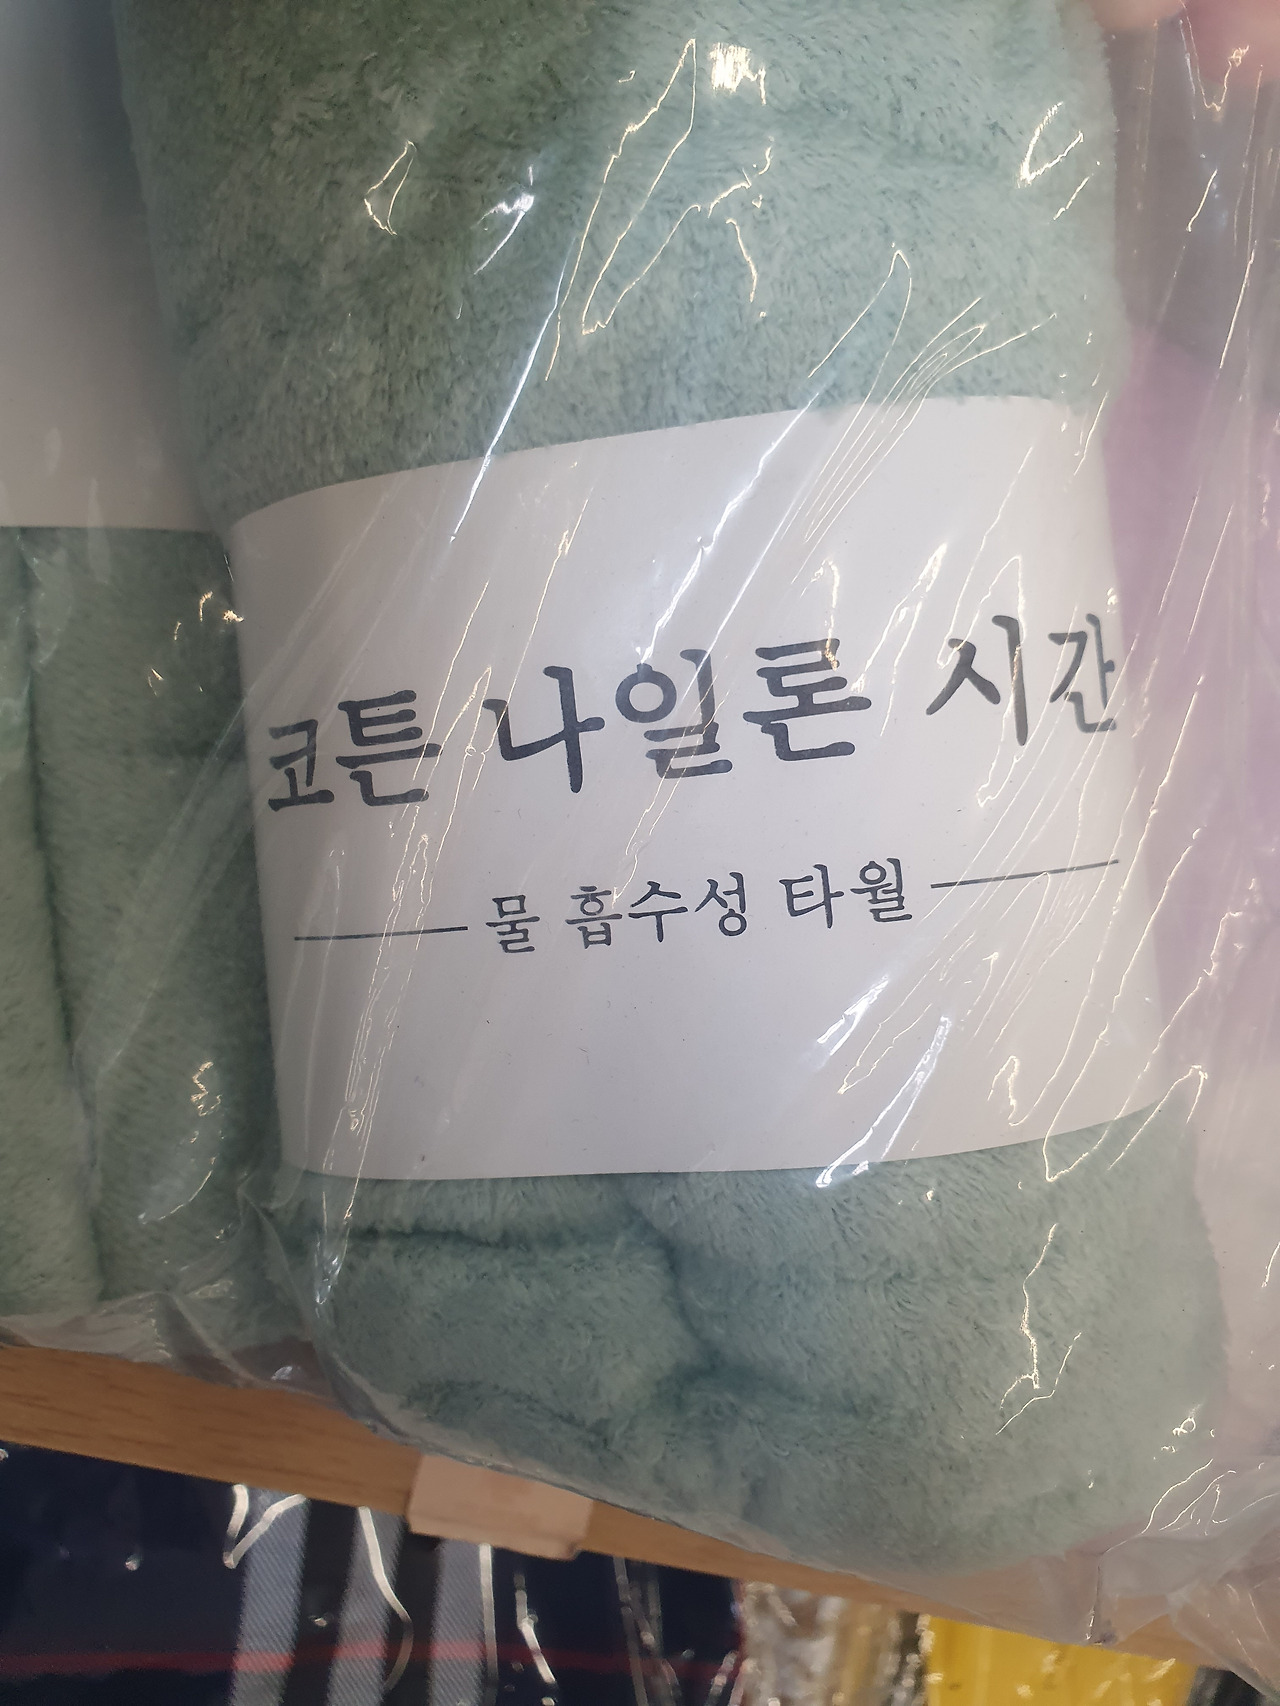 코튼 나일론 시간
물 흡수성 타월